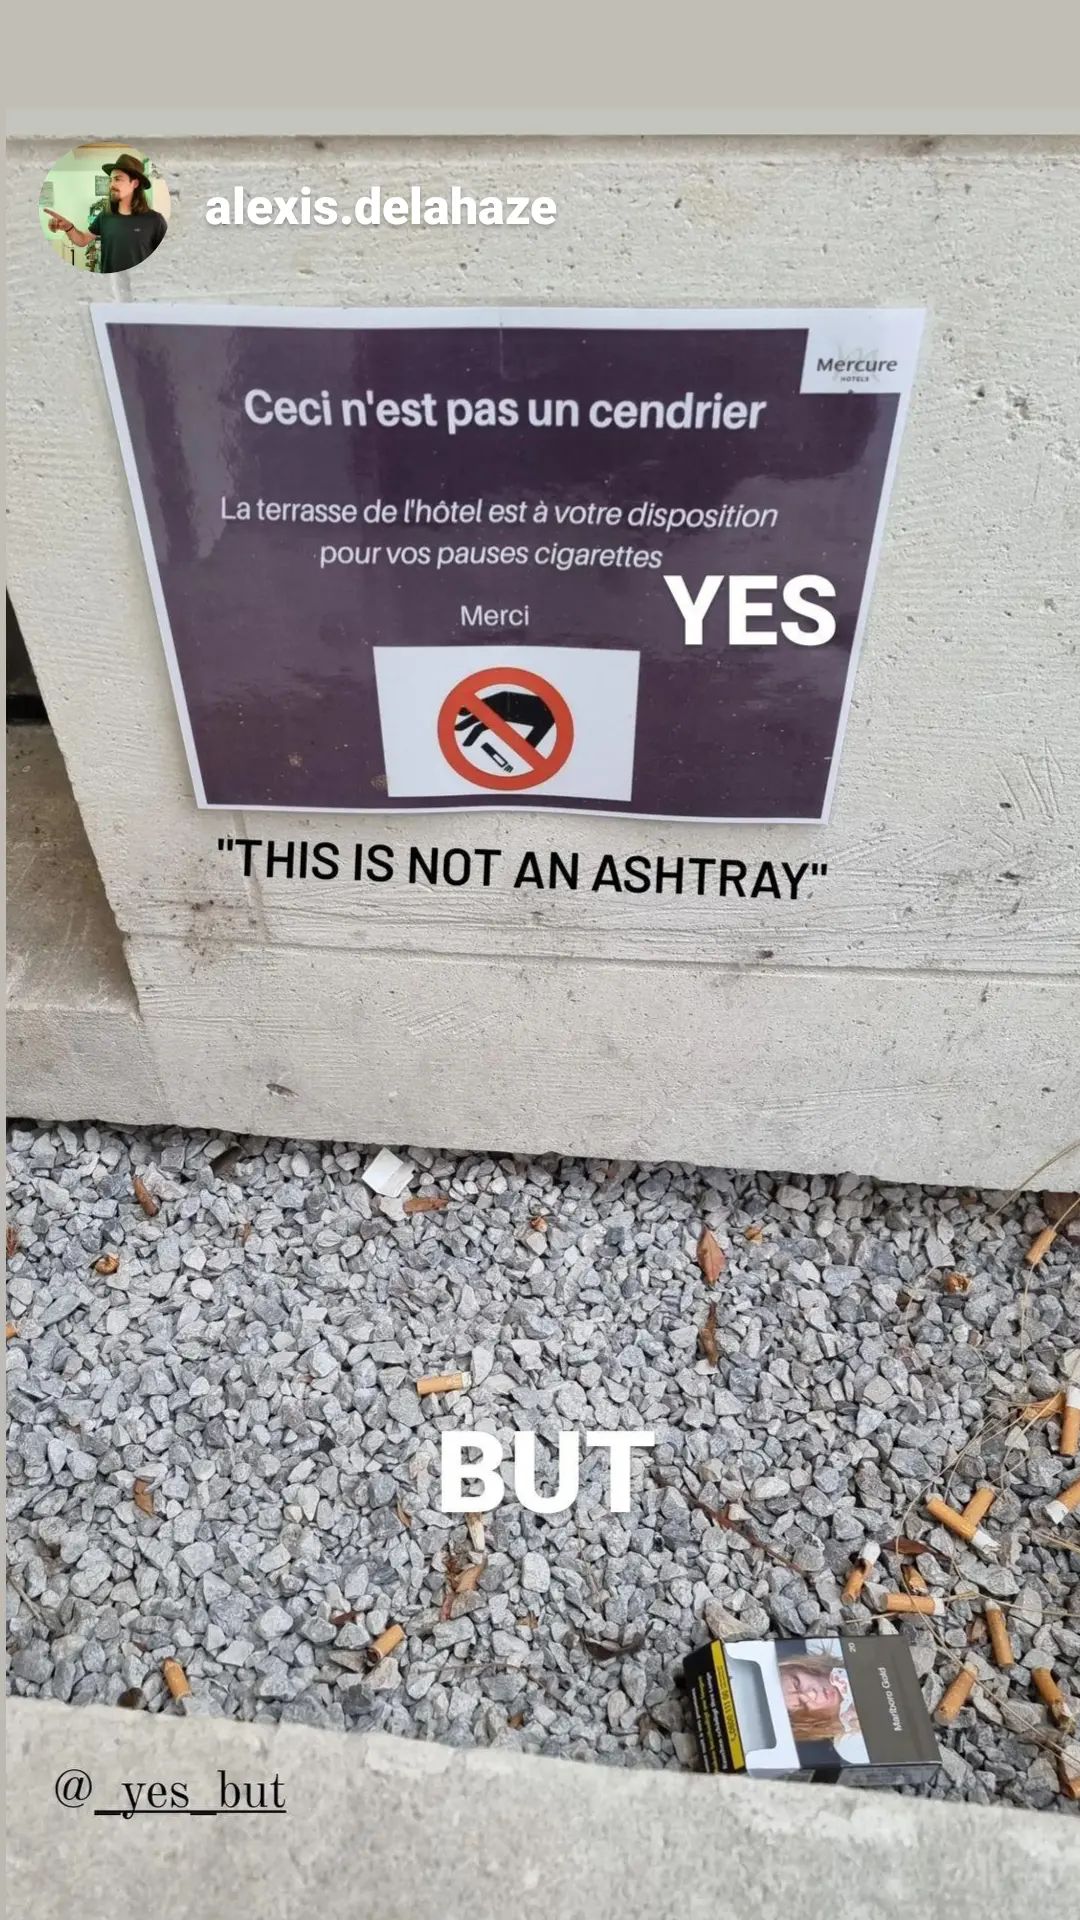 alexis.delahaze
Mercure
HOTELS
Ceci n'est pas un cendrier
La terrasse de l'hôtel est à votre disposition
pour vos pauses cigarettes
Merci
YES
"THIS IS NOT AN ASHTRAY"
BUT
20
Marlboro Gold
@_yes_but